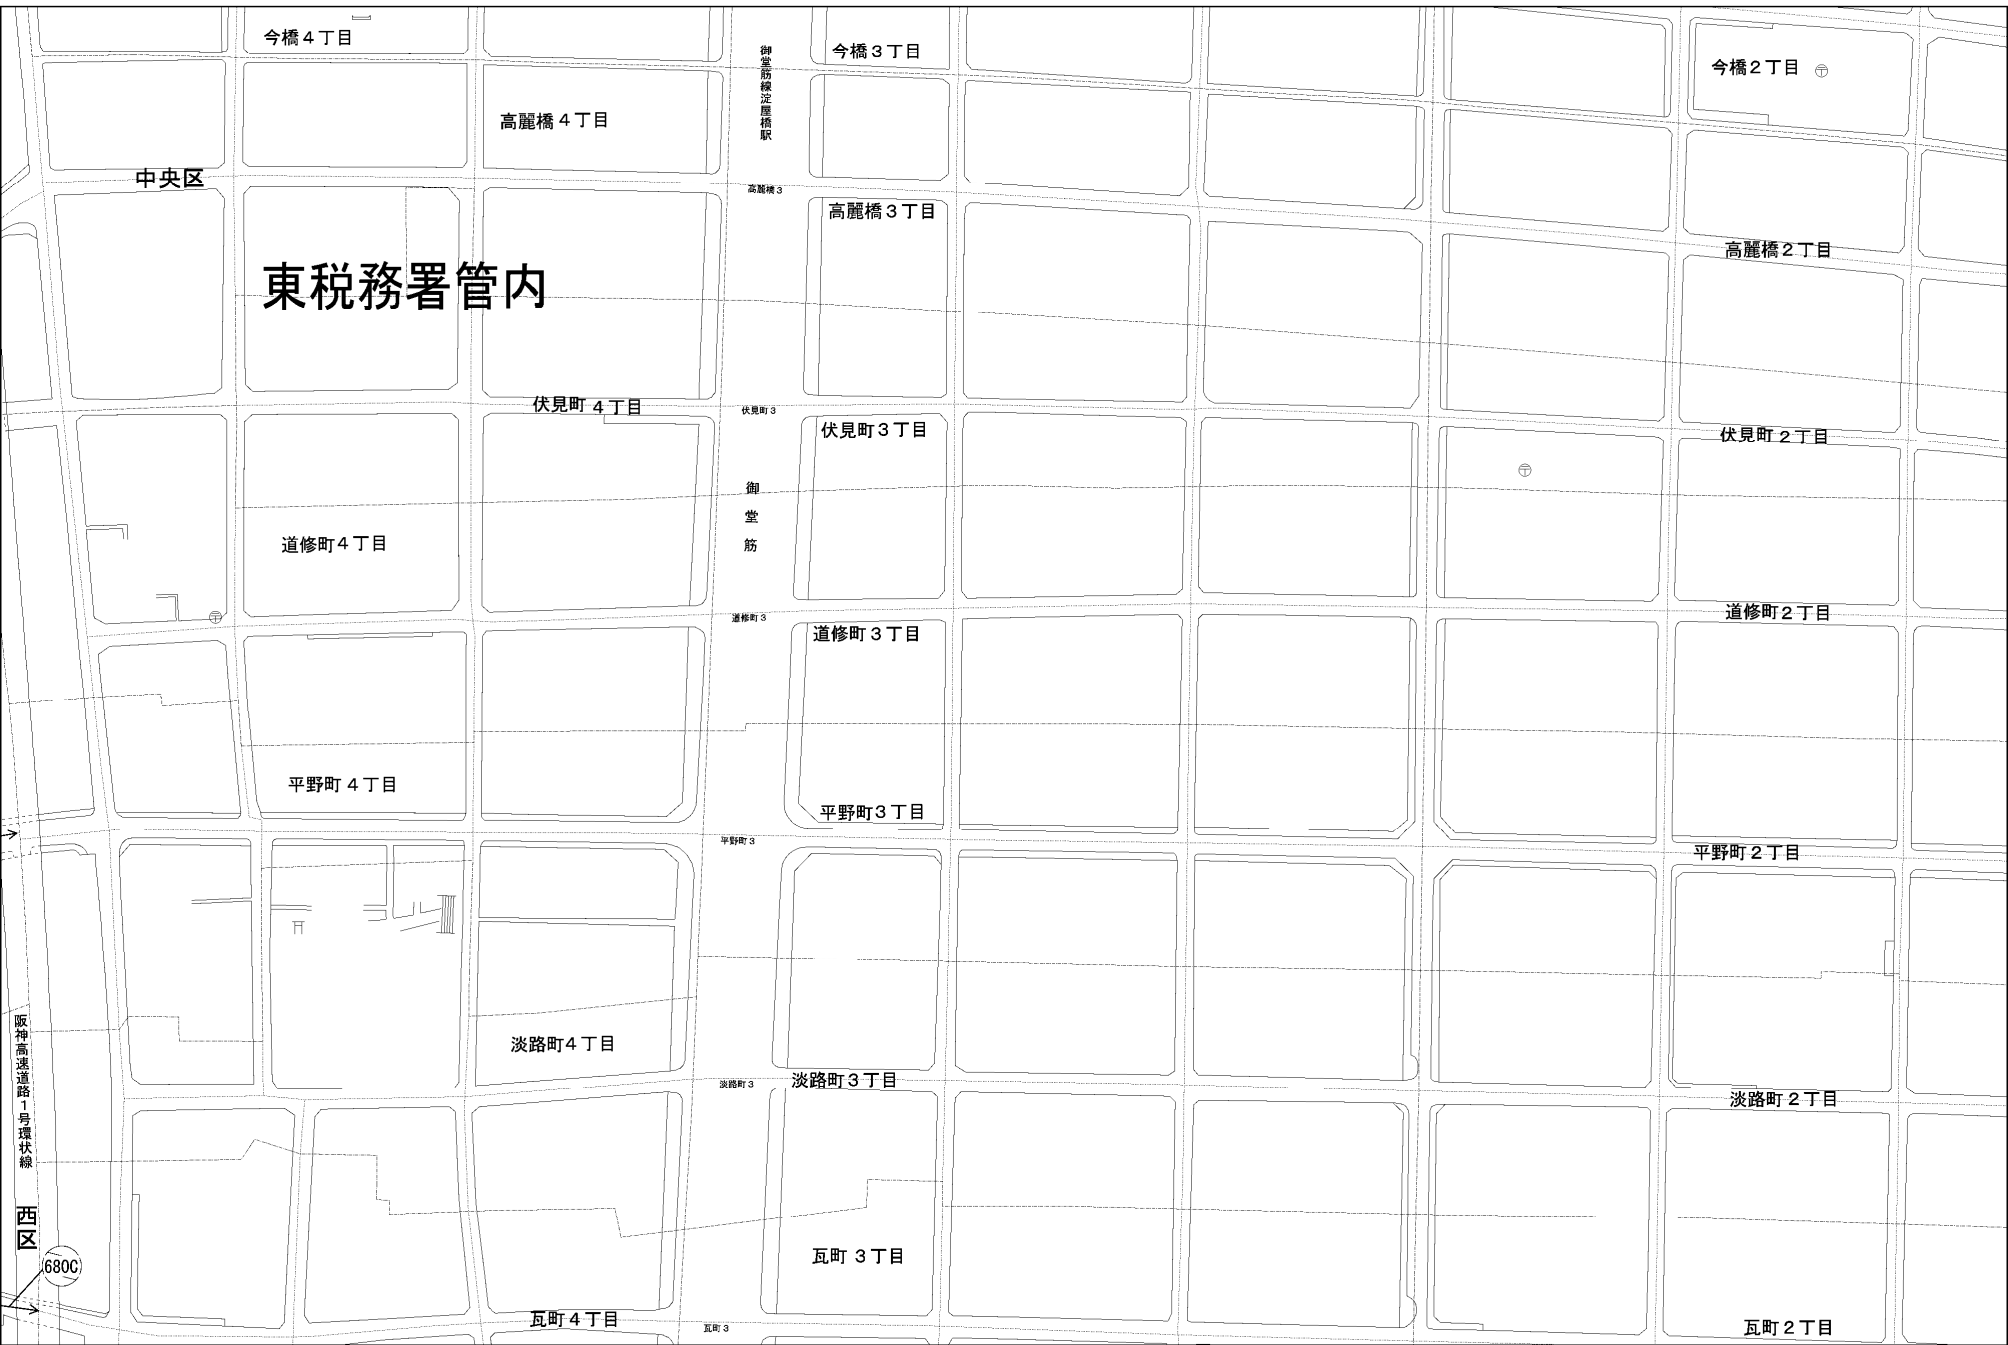 今橋４丁目
御堂筋線淀屋橋駅
今橋３丁目
今橋２丁目
高麗橋４丁目
中央区
高麗橋３
高麗橋３丁目
高麗橋２丁目
東税務署管内
伏見町４丁目
伏見町３
伏見町３丁目
伏見町２丁目
御堂筋
道修町４丁目
道修町３
道修町３丁目
道修町２丁目
平野町４丁目
平野町３丁目
平野町３
平野町２丁目
淡路町４丁目
阪神高速道路１号環状線
淡路町３
淡路町３丁目
淡路町２丁目
西区
680C
瓦町３丁目
瓦町４丁目
瓦町３
瓦町２丁目